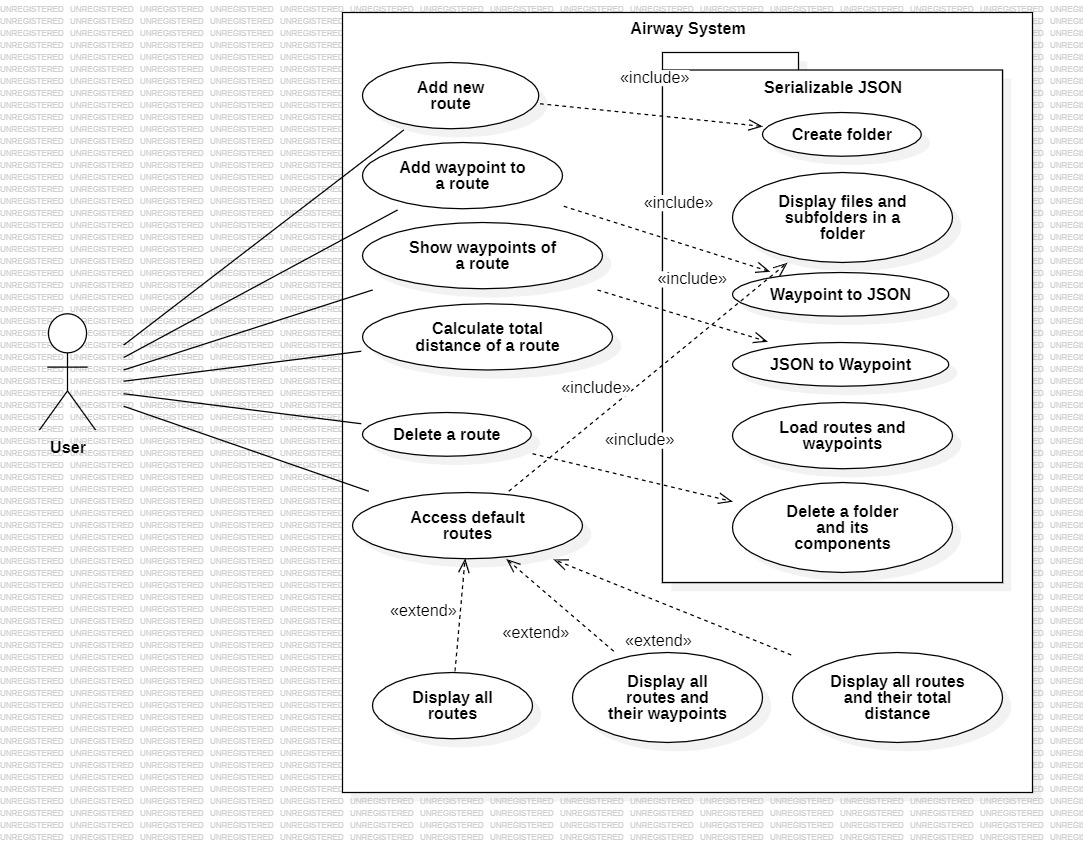 Airway System
«include»
Serializable JSON
Add new
route
Create folder
Add waypoint to
a route
«include»
Display files and
subfolders in a
folder
Show waypoints of
a route
«include»
Waypoint to JSON
Calculate total
distance of a route
JSON to Waypoint
«include»
Delete a route
«include»
Load routes and
waypoints
User
Access default
routes
Delete a folder
and its
components
«extend»
«extend»
«extend»
Display all
routes
Display all
routes and
their waypoints
Display all routes
and their total
distance
UNREGISTERED